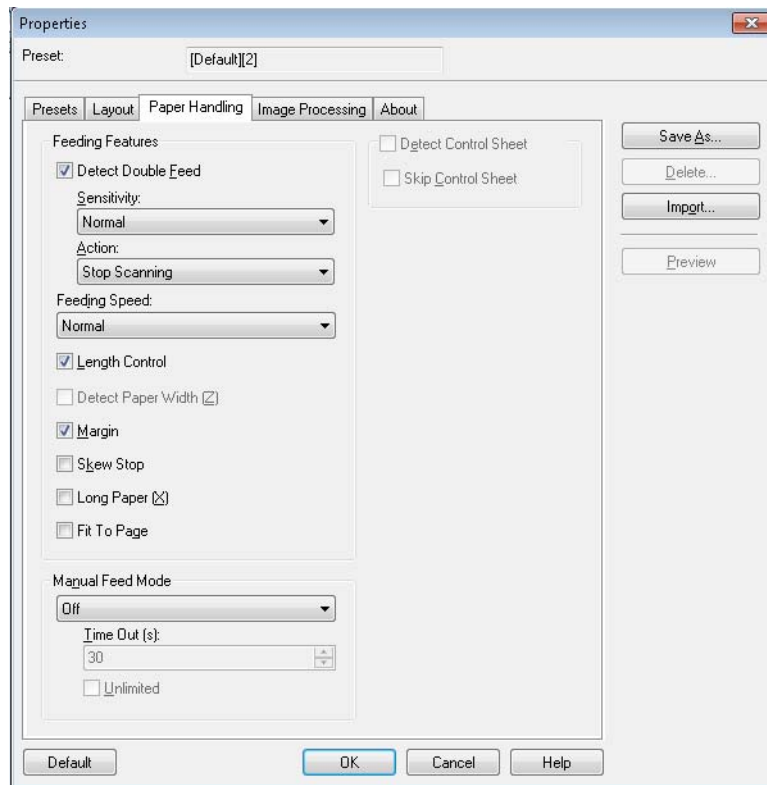 Properties
Preset:
[Default][2]
Presets
Layout
Paper Handling
Image Processing
About
Feeding Features
Detect Double Feed
Sensitivity:
Normal
Action:
Stop Scanning
Feeding Speed:
Normal
Length Control
Detect Paper Width (Z)
Margin
Skew Stop
Long Paper (X)
Fit To Page
Manual Feed Mode
Off
Time Out (s):
30
Unlimited
Detect Control Sheet
Skip Control Sheet
Save As...
Delete...
Import...
Preview
Default
OK
Cancel
Help